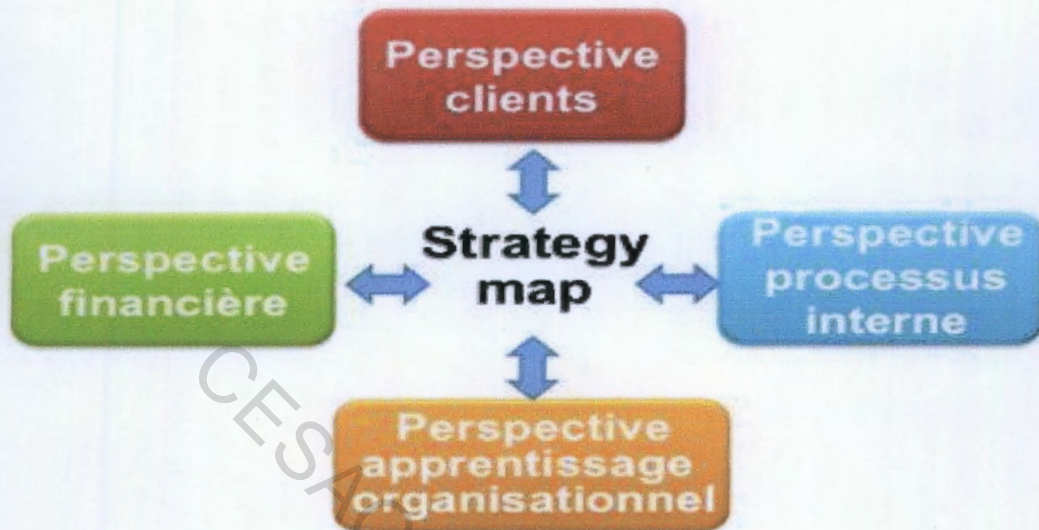 Perspective
clients
Perspective
financière
Strategy
map
Perspective
processus
interne
Perspective
apprentissage
organisationnel